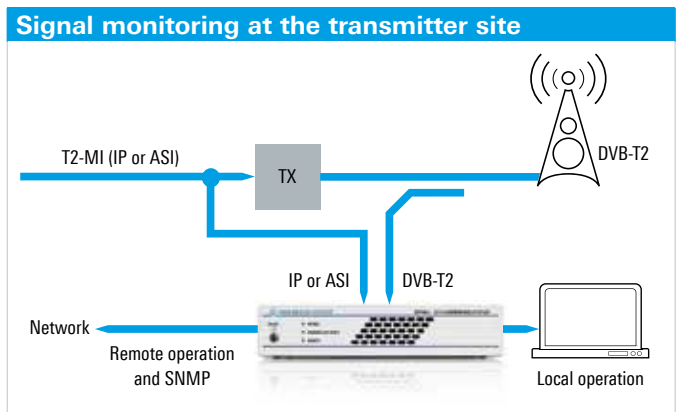 Signal monitoring at the transmitter site
T2-MI (IP or ASI)
TX
DVB-T2
IP or ASI
DVB-T2
Network
Remote operation
and SNMP
Local operation